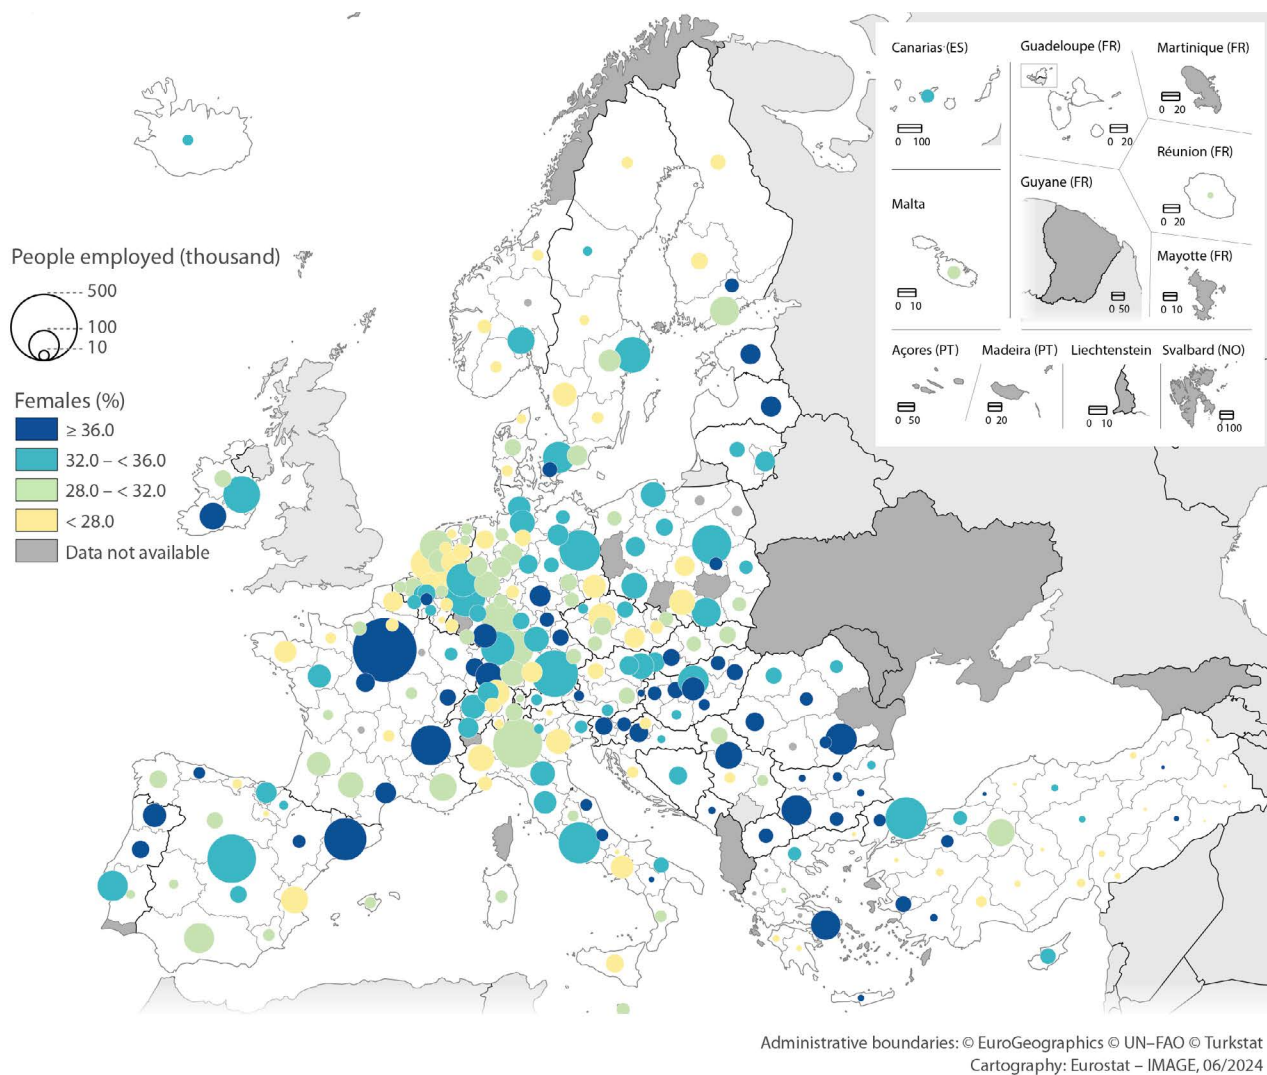 Canarias (ES)
0 100
Guadeloupe (FR)
0 20
Martinique (FR)
0 20
Réunion (FR)
0 20
Malta
0 10
Guyane (FR)
0 50
Mayotte (FR)
0 10
Açores (PT)
0 50
Madeira (PT)
0 20
Liechtenstein
0 10
Svalbard (NO)
0 100
People employed (thousand)
500
100
10
Females (%)
≥ 36.0
32.0 – < 36.0
28.0 – < 32.0
< 28.0
Data not available
Administrative boundaries: © EuroGeographics © UN–FAO © Turkstat
Cartography: Eurostat – IMAGE, 06/2024